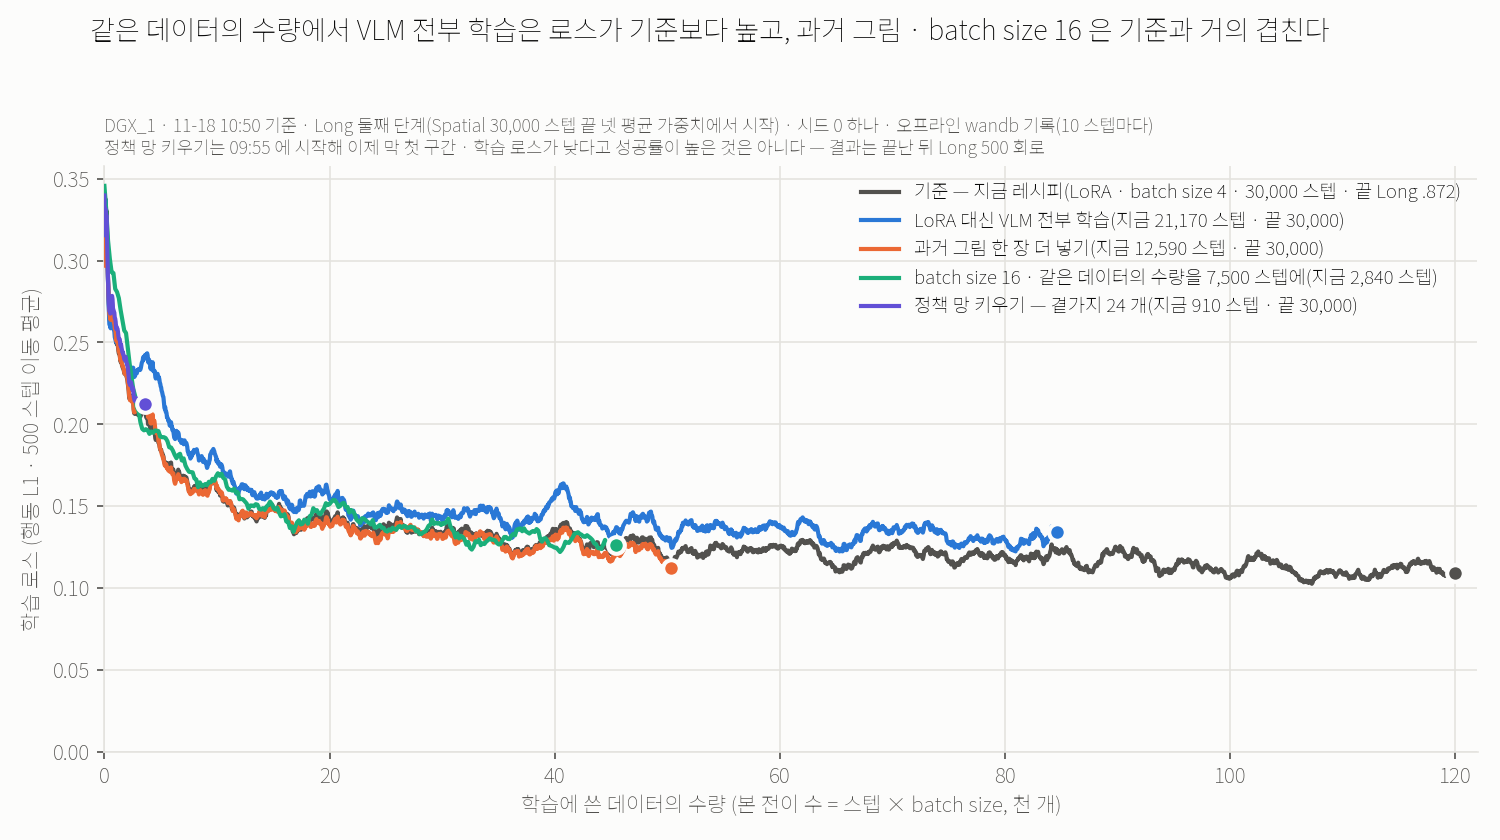 같은 데이터의 수량에서 VLM 전부 학습은 로스가 기준보다 높고, 과거 그림 · batch size 16 은 기준과 거의 겹친다
DGX_1 · 11-18 10:50 기준 · Long 둘째 단계(Spatial 30,000 스텝 끝 넷 평균 가중치에서 시작) · 시드 0 하나 · 오프라인 wandb 기록(10 스텝마다)
정책 망 키우기는 09:55 에 시작해 이제 막 첫 구간 · 학습 로스가 낮다고 성공률이 높은 것은 아니다 — 결과는 끝난 뒤 Long 500 회로
기준 — 지금 레시피(LoRA · batch size 4 · 30,000 스텝 · 끝 Long .872)
LoRA 대신 VLM 전부 학습(지금 21,170 스텝 · 끝 30,000)
과거 그림 한 장 더 넣기(지금 12,590 스텝 · 끝 30,000)
batch size 16 · 같은 데이터의 수량을 7,500 스텝에(지금 2,840 스텝)
정책 망 키우기 — 곁가지 24 개(지금 910 스텝 · 끝 30,000)
학습 로스 (행동 L1 · 500 스텝 이동 평균)
0.35
0.30
0.25
0.20
0.15
0.10
0.05
0.00
0 20 40 60 80 100 120
학습에 쓴 데이터의 수량 (본 전이 수 = 스텝 × batch size, 천 개)